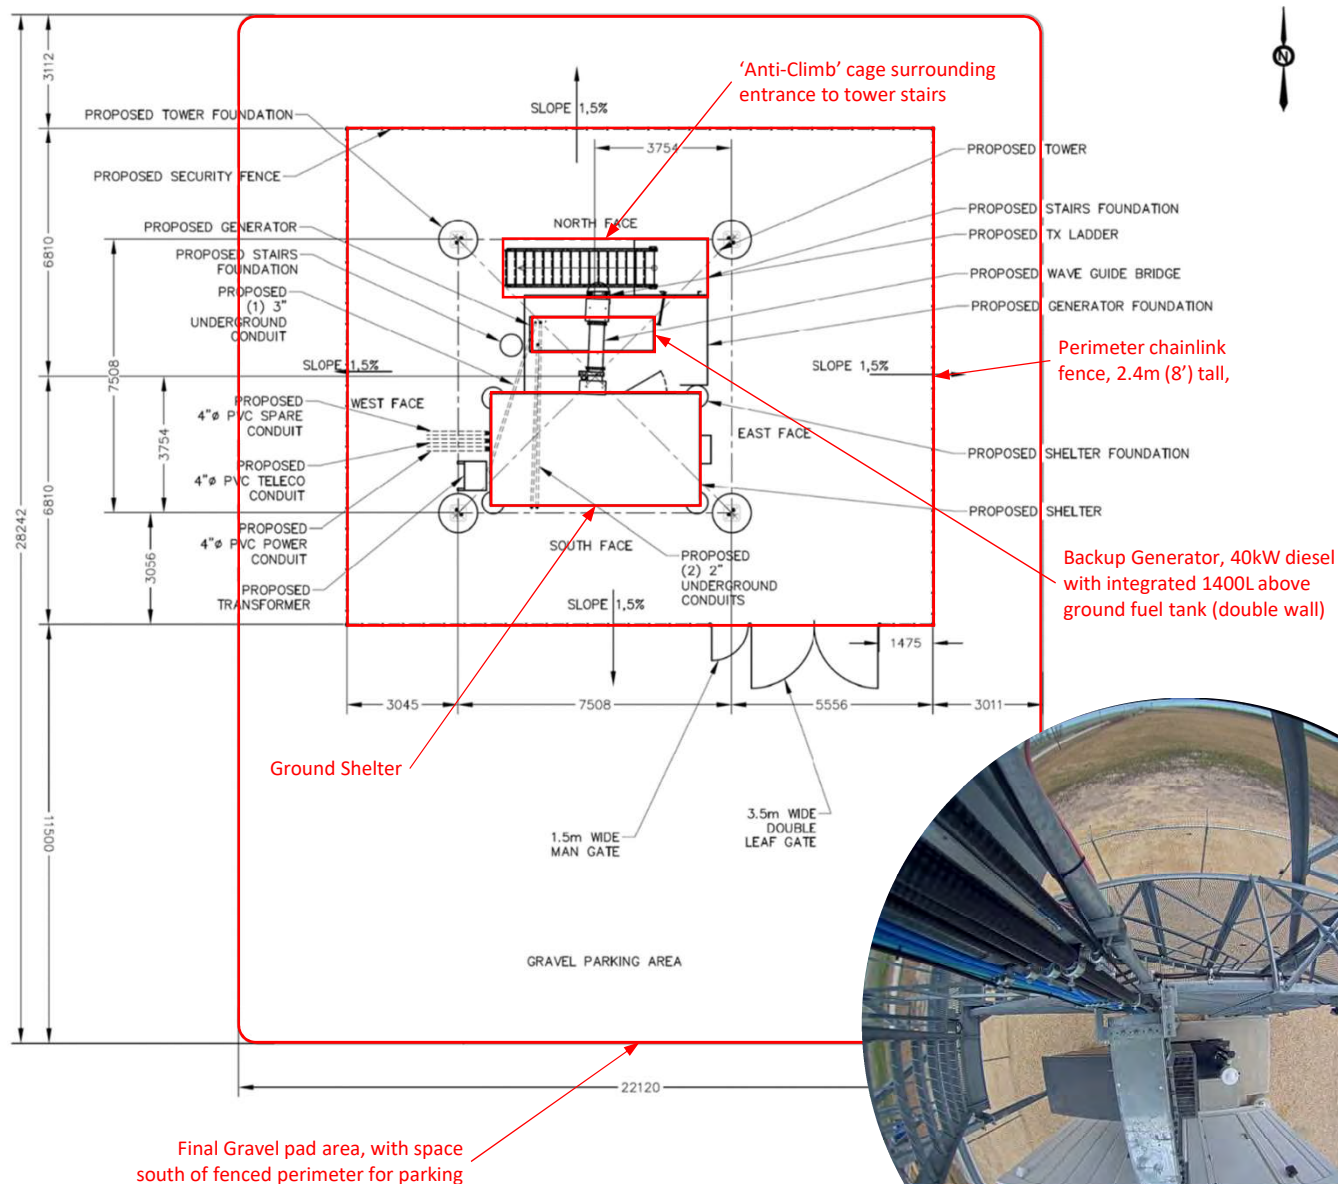 3112
6810
7508
3754
6810
3056
28242
11500
'Anti-Climb' cage surrounding
entrance to tower stairs
N
SLOPE 1,5%
PROPOSED TOWER FOUNDATION
3754
PROPOSED TOWER
PROPOSED SECURITY FENCE
PROPOSED STAIRS FOUNDATION
PROPOSED GENERATOR
NORTH FACE
PROPOSED TX LADDER
PROPOSED STAIRS
FOUNDATION
PROPOSED WAVE GUIDE BRIDGE
PROPOSED
(1) 3"
UNDERGROUND
CONDUIT
PROPOSED GENERATOR FOUNDATION
SLOPE 1,5%
SLOPE 1,5%
Perimeter chainlink
fence, 2.4m (8') tall,
PROPOSED
4"ø PVC SPARE
CONDUIT
WEST FACE
EAST FACE
PROPOSED SHELTER FOUNDATION
PROPOSED
4"ø PVC TELECO
CONDUIT
PROPOSED SHELTER
PROPOSED
4"ø PVC POWER
CONDUIT
SOUTH FACE
PROPOSED
(2) 2"
UNDERGROUND
CONDUITS
Backup Generator, 40kW diesel
with integrated 1400L above
ground fuel tank (double wall)
PROPOSED
TRANSFORMER
SLOPE 1,5%
1475
3045
7508
5556
3011
Ground Shelter
1.5m WIDE
MAN GATE
3.5m WIDE
DOUBLE
LEAF GATE
GRAVEL PARKING AREA
22120
Final Gravel pad area, with space
south of fenced perimeter for parking